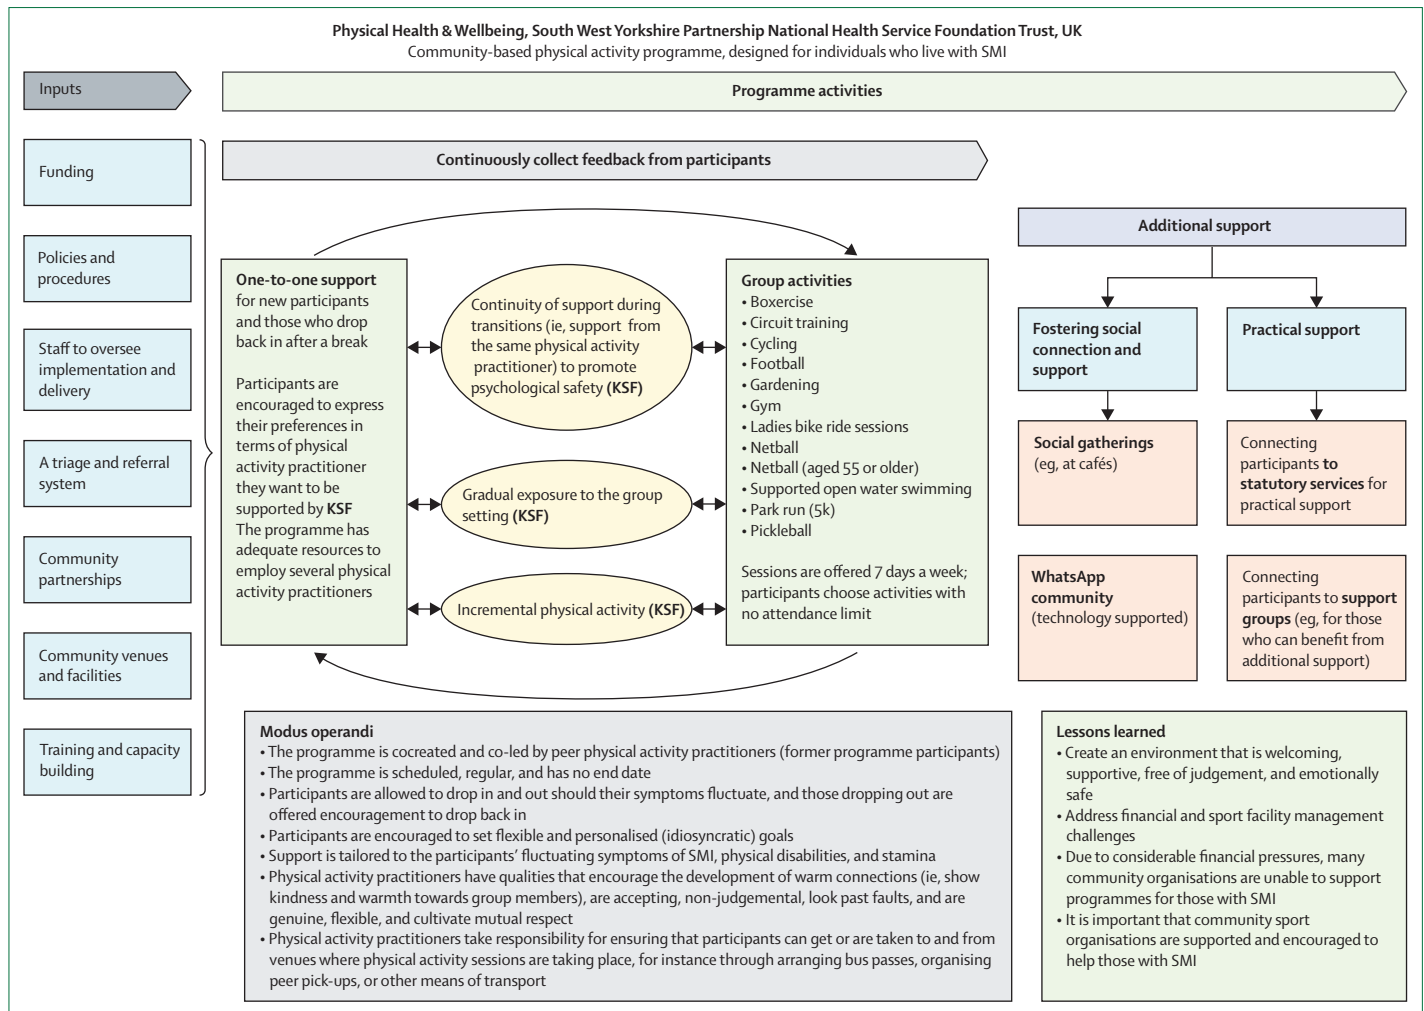 Physical Health & Wellbeing, South West Yorkshire Partnership National Health Service Foundation Trust, UK
Community-based physical activity programme, designed for individuals who live with SMI
Inputs
Programme activities
Funding
Policies and
procedures
Staff to oversee
implementation and
delivery
A triage and referral
system
Community
partnerships
Community venues
and facilities
Training and capacity
building
Continuously collect feedback from participants
One-to-one support
for new participants
and those who drop
back in after a break
Participants are
encouraged to express
their preferences in
terms of physical
activity practitioner
they want to be
supported by KSF
The programme has
adequate resources to
employ several physical
activity practitioners
Continuity of support during
transitions (ie, support from
the same physical activity
practitioner) to promote
psychological safety (KSF)
Gradual exposure to the group
setting (KSF)
Incremental physical activity (KSF)
Group activities
• Boxercise
• Circuit training
• Cycling
• Football
• Gardening
• Gym
• Ladies bike ride sessions
• Netball
• Netball (aged 55 or older)
• Supported open water swimming
• Park run (5k)
• Pickleball
Sessions are offered 7 days a week;
participants choose activities with
no attendance limit
Additional support
Fostering social
connection and
support
Practical support
Social gatherings
(eg, at cafés)
Connecting
participants to
statutory services for
practical support
WhatsApp
community
(technology supported)
Connecting
participants to support
groups (eg, for those
who can benefit from
additional support)
Modus operandi
• The programme is cocreated and co-led by peer physical activity practitioners (former programme participants)
• The programme is scheduled, regular, and has no end date
• Participants are allowed to drop in and out should their symptoms fluctuate, and those dropping out are
offered encouragement to drop back in
• Participants are encouraged to set flexible and personalised (idiosyncratic) goals
• Support is tailored to the participants' fluctuating symptoms of SMI, physical disabilities, and stamina
• Physical activity practitioners have qualities that encourage the development of warm connections (ie, show
kindness and warmth towards group members), are accepting, non-judgemental, look past faults, and are
genuine, flexible, and cultivate mutual respect
• Physical activity practitioners take responsibility for ensuring that participants can get or are taken to and from
venues where physical activity sessions are taking place, for instance through arranging bus passes, organising
peer pick-ups, or other means of transport
Lessons learned
• Create an environment that is welcoming,
supportive, free of judgement, and emotionally
safe
• Address financial and sport facility management
challenges
• Due to considerable financial pressures, many
community organisations are unable to support
programmes for those with SMI
• It is important that community sport
organisations are supported and encouraged to
help those with SMI